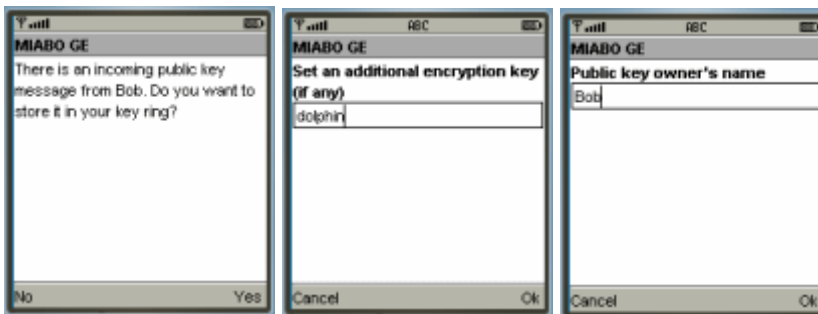 MIABO GE
There is an incoming public key
message from Bob. Do you want to
store it in your key ring?
No
Yes
ABC
MIABO GE
Set an additional encryption key
(if any)
dolphin
Cancel
Ok
ABC
MIABO GE
Public key owner's name
Bob
Cancel
Ok